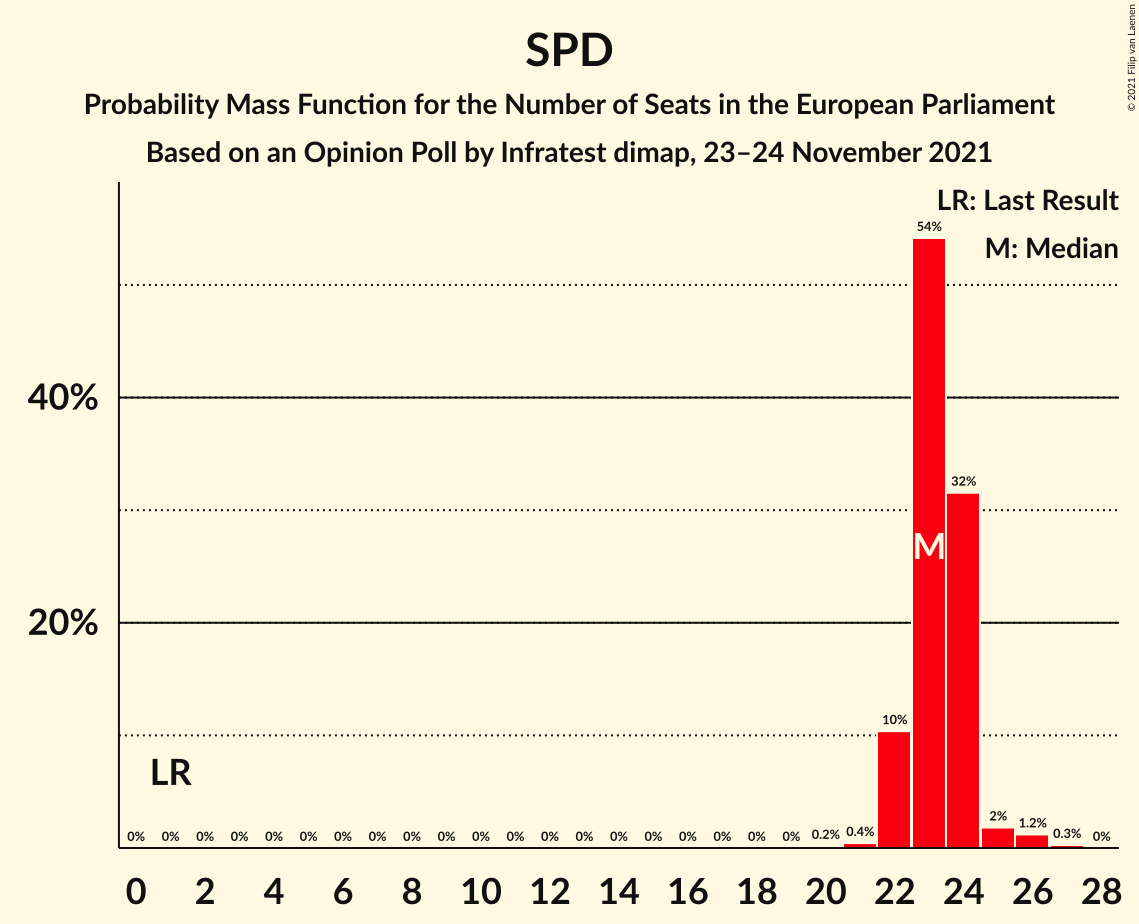 SPD
Probability Mass Function for the Number of Seats in the European Parliament
Based on an Opinion Poll by Infratest dimap, 23–24 November 2021
© 2021 Filip van Laenen
LR: Last Result
M: Median
54%
40%
32%
M
20%
10%
LR
0% 0% 0% 0% 0% 0% 0% 0% 0% 0% 0% 0% 0% 0% 0% 0% 0% 0% 0% 0% 0.2% 0.4% 2% 1.2% 0.3% 0%
0 2 4 6 8 10 12 14 16 18 20 22 24 26 28